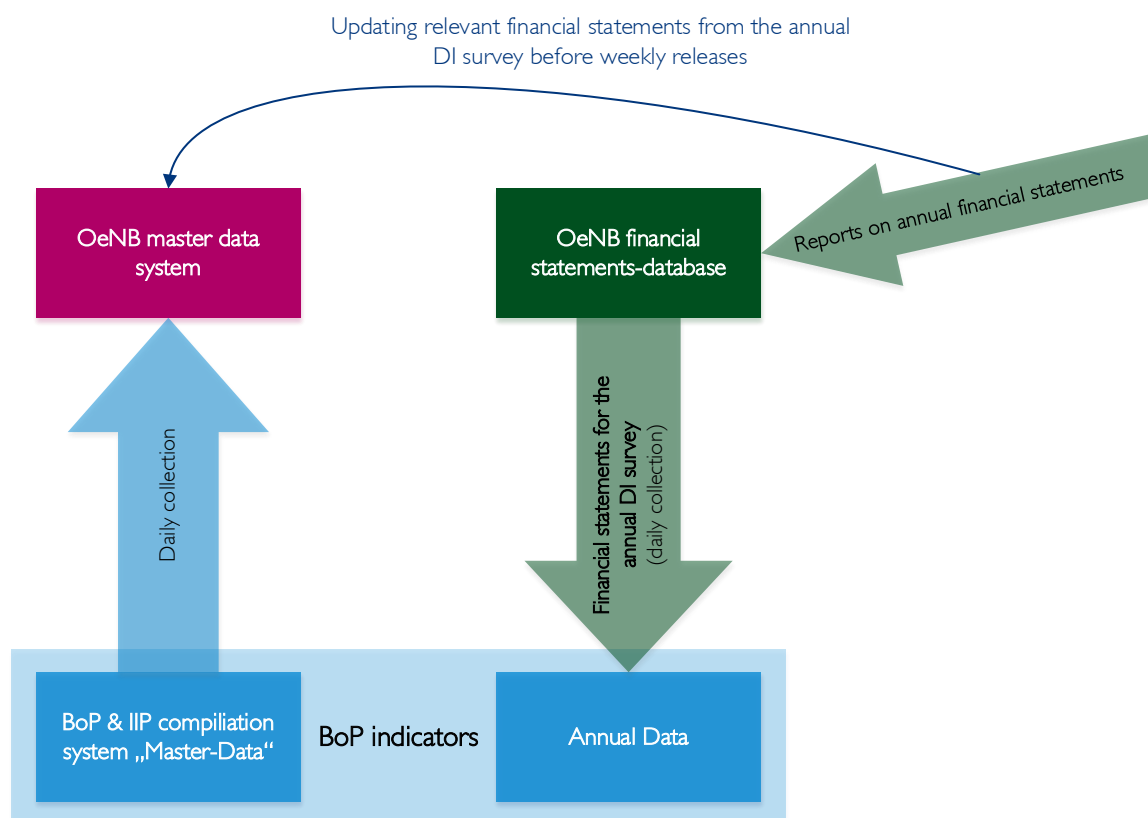 Updating relevant financial statements from the annual
DI survey before weekly releases
Reports on annual financial statements
OeNB master data
system
OeNB financial
statements-database
Daily collection
Financial statements for the
annual DI survey
(daily collection)
BoP & IIP compiliation
system „Master-Data“
BoP indicators
Annual Data